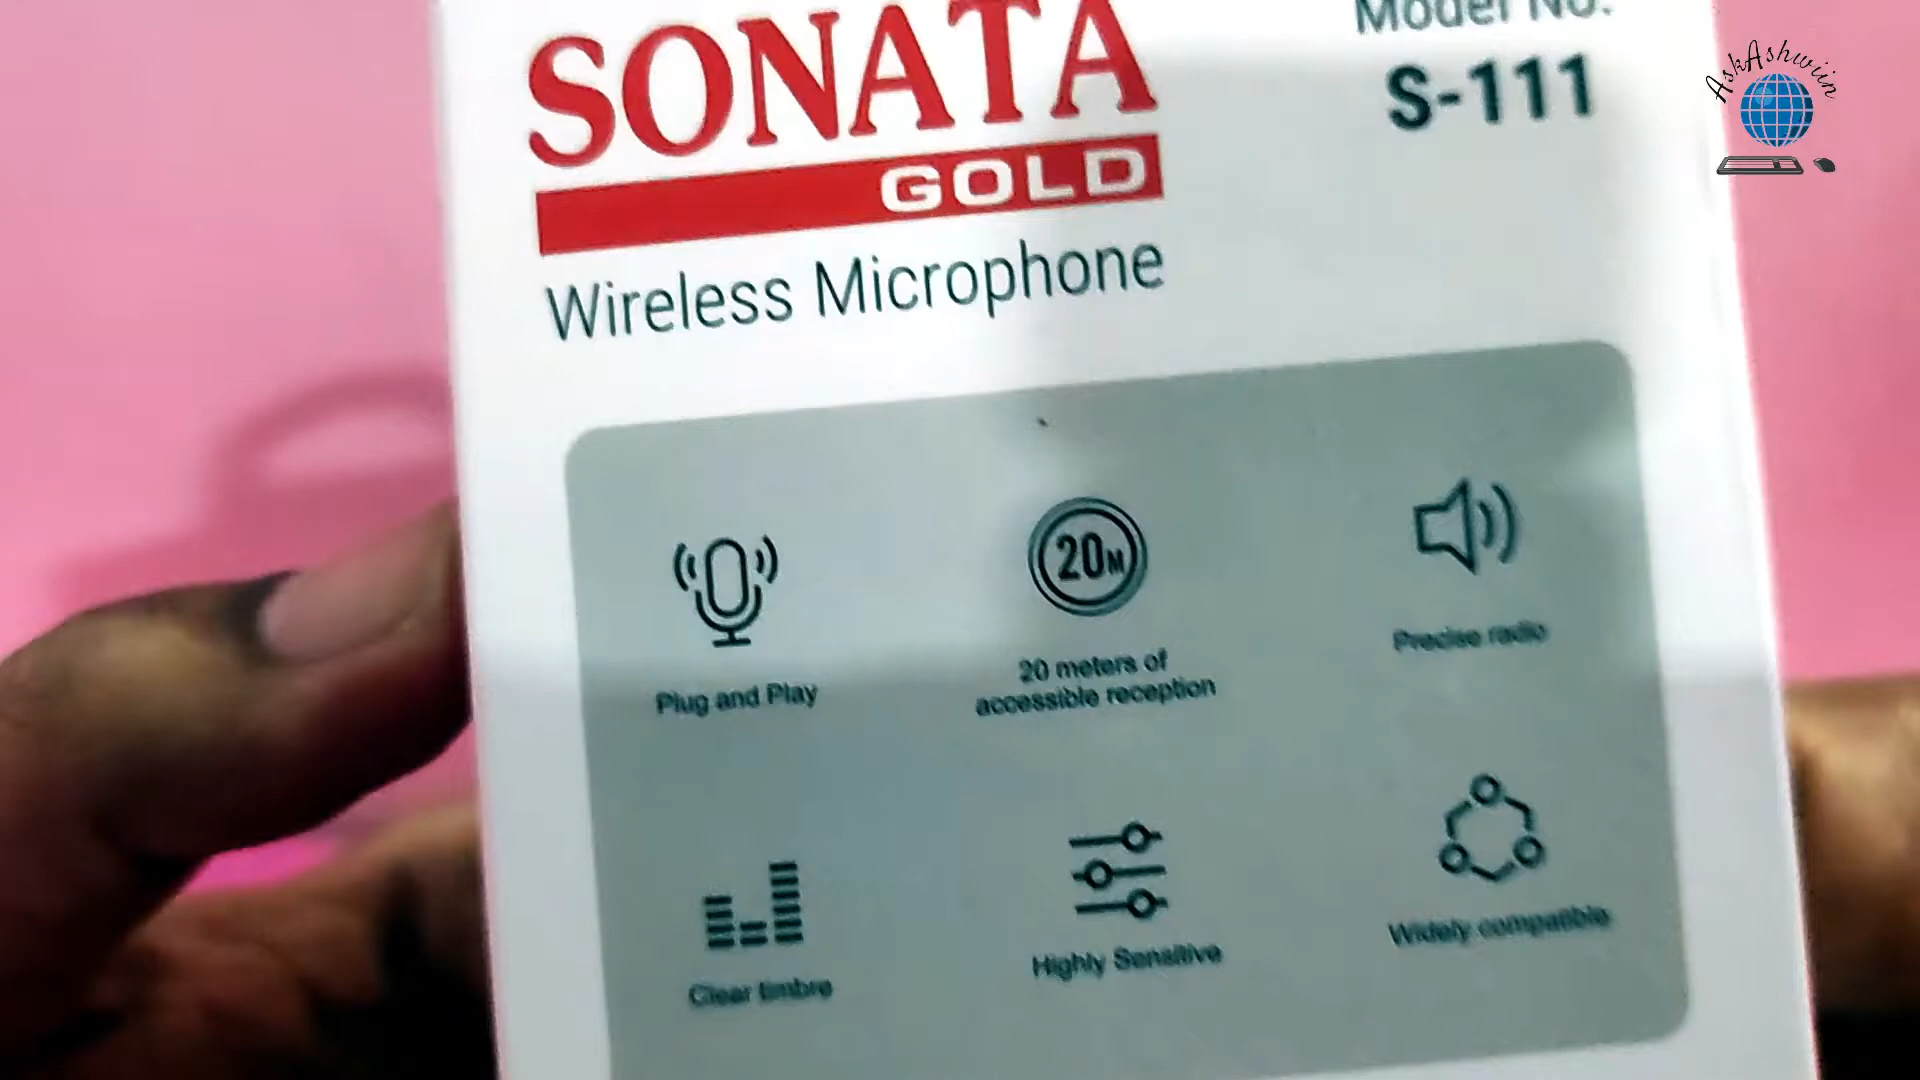 SONATA
GOLD
Wireless Microphone
Model No.
S-111
AskAshwiin
20M
Plug and Play
20 meters of
accessible reception
Precise radio
Clear timbre
Highly Sensitive
Widely compatible